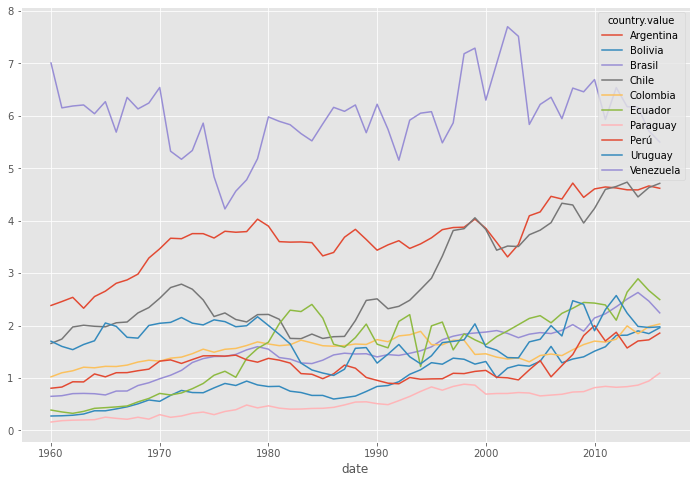 8
7
6
5
4
3
2
1
0
country.value
Argentina
Bolivia
Brasil
Chile
Colombia
Ecuador
Paraguay
Perú
Uruguay
Venezuela
1960 1970 1980 1990 2000 2010
date